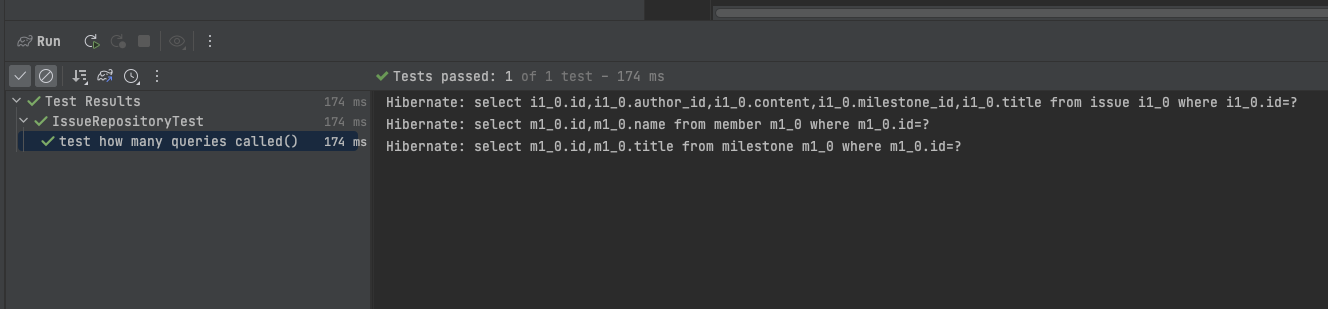 Run
Tests passed: 1 of 1 test – 174 ms
Test Results 174 ms
IssueRepositoryTest 174 ms
test how many queries called() 174 ms
Hibernate: select i1_0.id,i1_0.author_id,i1_0.content,i1_0.milestone_id,i1_0.title from issue i1_0 where i1_0.id=?
Hibernate: select m1_0.id,m1_0.name from member m1_0 where m1_0.id=?
Hibernate: select m1_0.id,m1_0.title from milestone m1_0 where m1_0.id=?